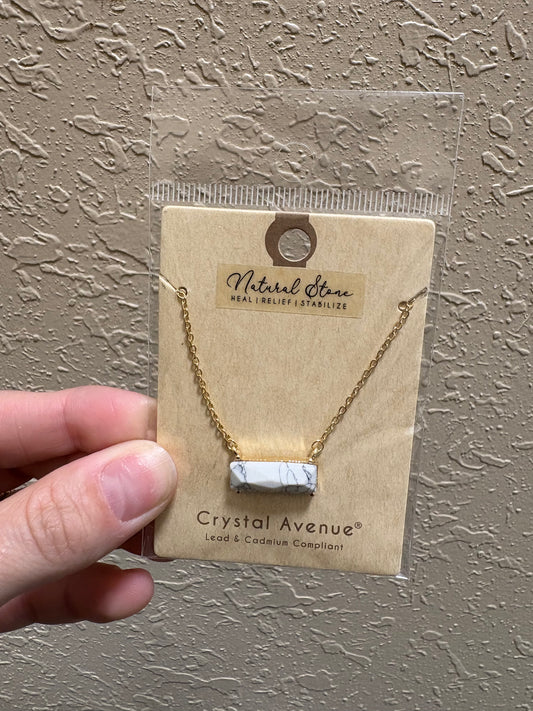 Natural Stone
HEAL | RELIEF | STABILIZE
Crystal Avenue®
Lead & Cadmium Compliant